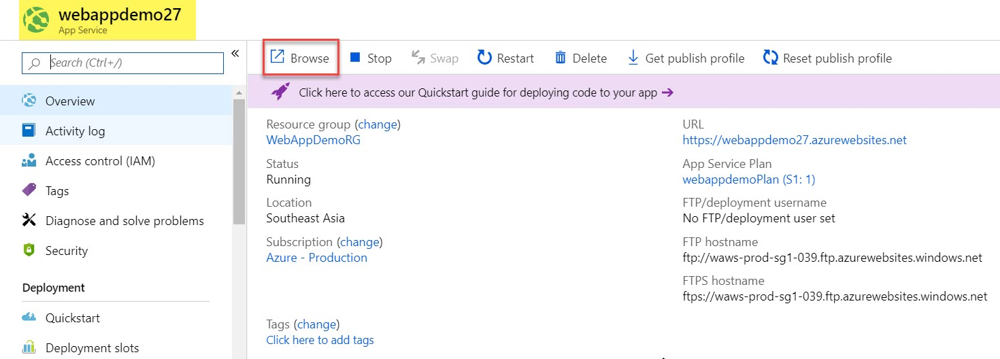 webappdemo27
App Service
Search (Ctrl+/)
«
Overview
Activity log
Access control (IAM)
Tags
Diagnose and solve problems
Security
Deployment
Quickstart
Deployment slots
Browse Stop Swap Restart Delete Get publish profile Reset publish profile
Click here to access our Quickstart guide for deploying code to your app →
Resource group (change)
WebAppDemoRG
Status
Running
Location
Southeast Asia
Subscription (change)
Azure - Production
Tags (change)
Click here to add tags
URL
https://webappdemo27.azurewebsites.net
App Service Plan
webappdemoPlan (S1: 1)
FTP/deployment username
No FTP/deployment user set
FTP hostname
ftp://waws-prod-sg1-039.ftp.azurewebsites.windows.net
FTPS hostname
ftps://waws-prod-sg1-039.ftp.azurewebsites.windows.net